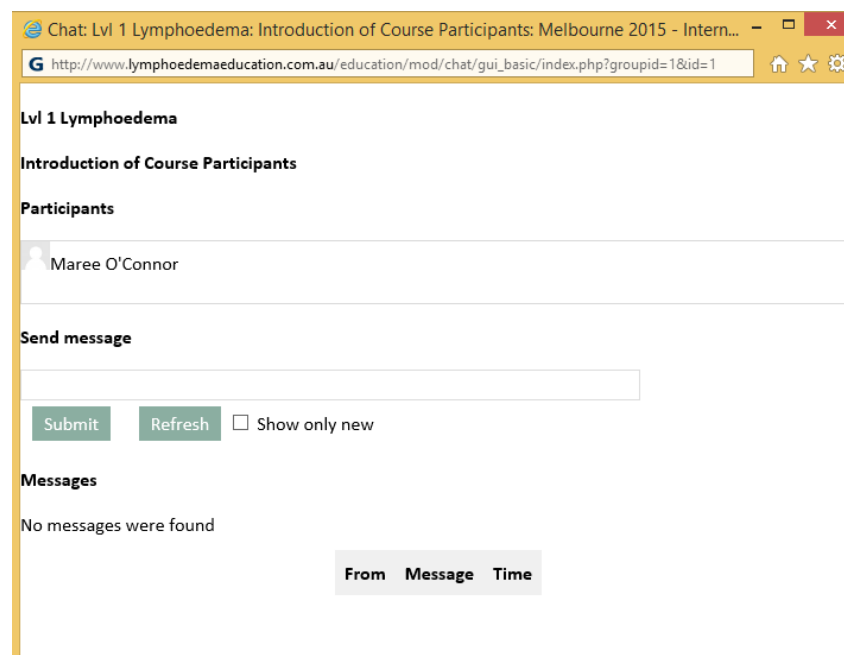 Chat: Lvl 1 Lymphoedema: Introduction of Course Participants: Melbourne 2015 - Intern...
G http://www.lymphoedemaeducation.com.au/education/mod/chat/gui_basic/index.php?groupid=1&id=1
Lvl 1 Lymphoedema
Introduction of Course Participants
Participants
Maree O'Connor
Send message
Submit Refresh Show only new
Messages
No messages were found
From Message Time